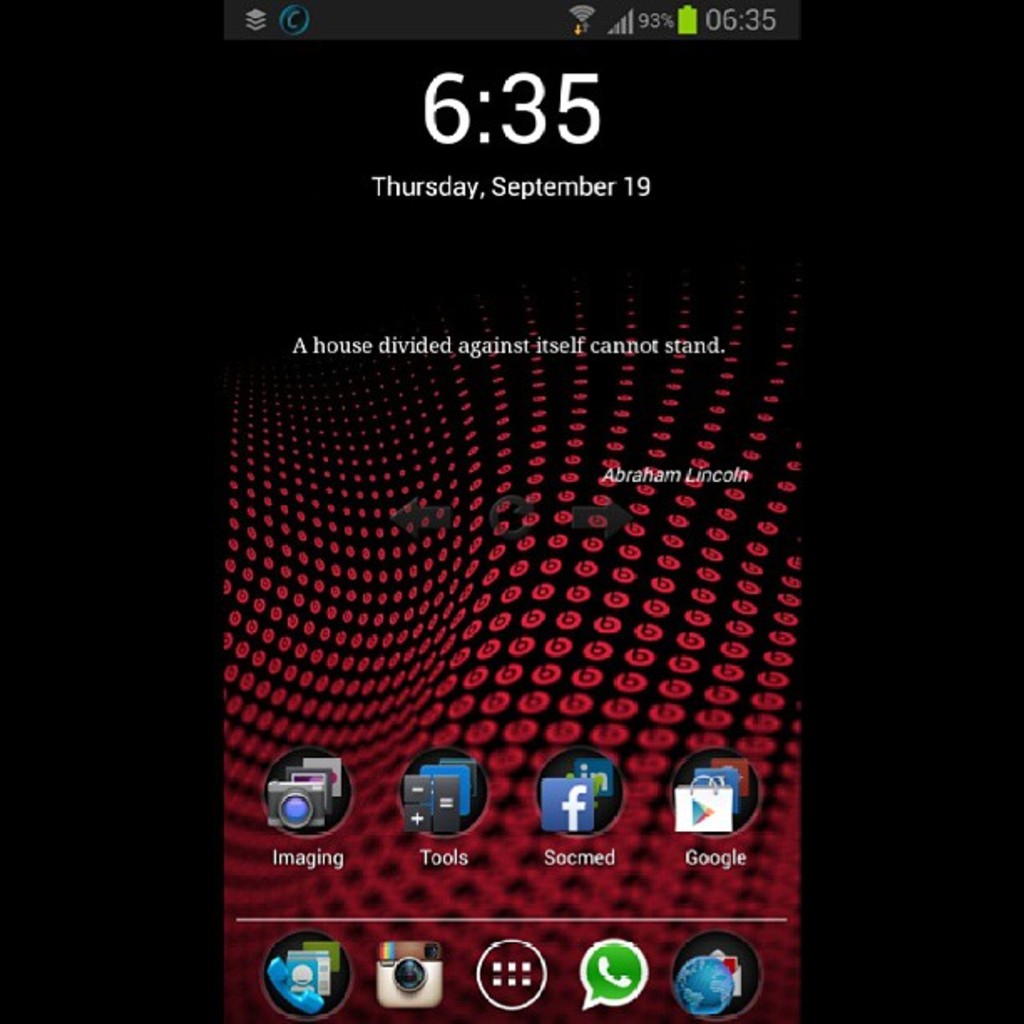 93% 06:35
6:35
Thursday, September 19
A house divided against itself cannot stand.
Abraham Lincoln
Imaging Tools Socmed Google